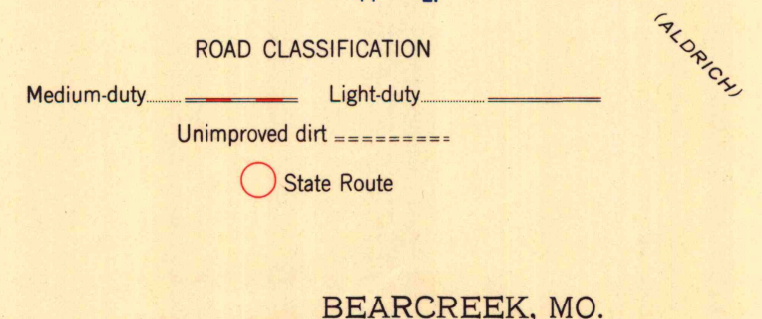 ROAD CLASSIFICATION
(ALDRICH)
Medium-duty Light-duty
Unimproved dirt
State Route
BEARCREEK, MO.